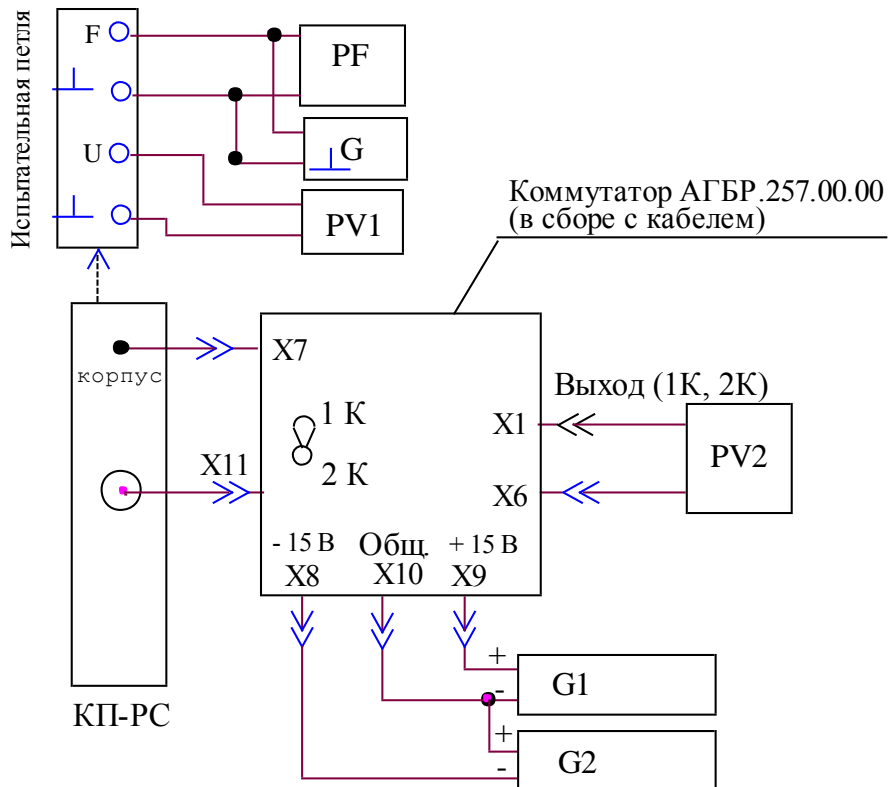 Испытательная петля
F
PF
G
U
PV1
Коммутатор АГБР.257.00.00
(в сборе с кабелем)
корпус
X7
1 К
2 К
X11
Выход (1К, 2К)
X1
X6
PV2
- 15 В
Общ.
+ 15 В
X8
X10
X9
КП-РС
+
-
G1
+
-
G2